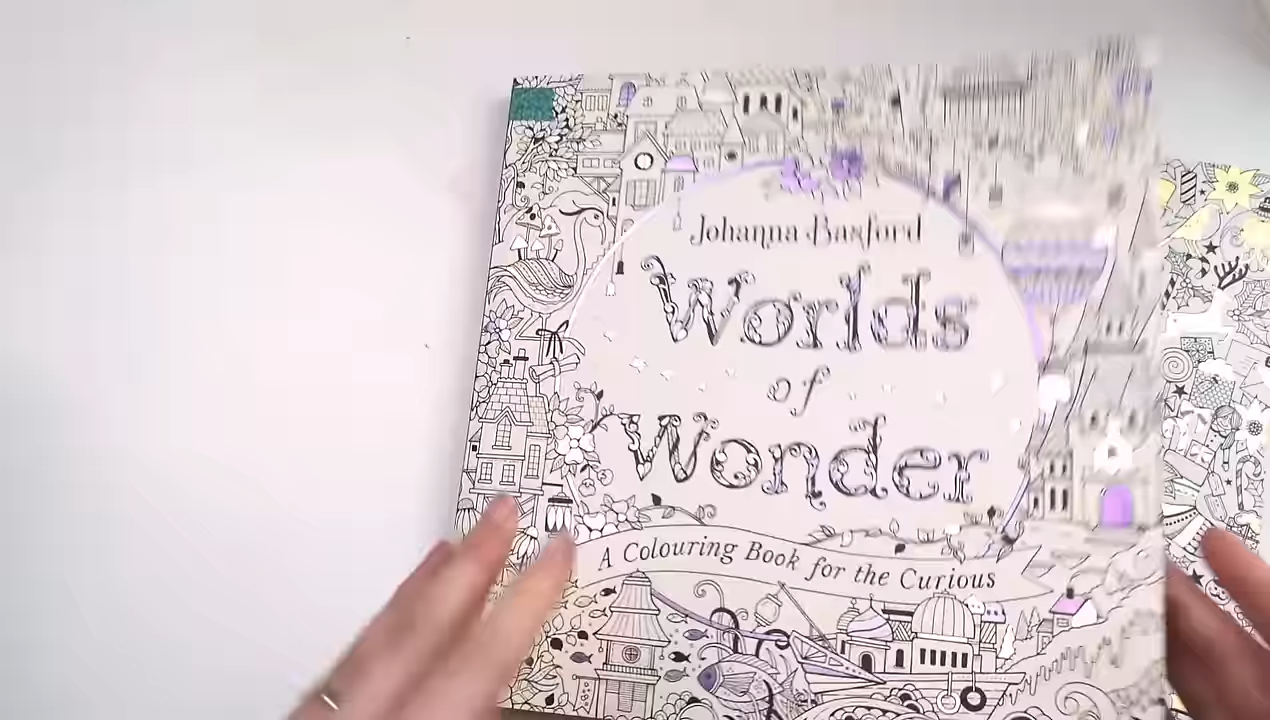 Johanna Basford
Worlds
of
Wonder
A Colouring Book for the Curious